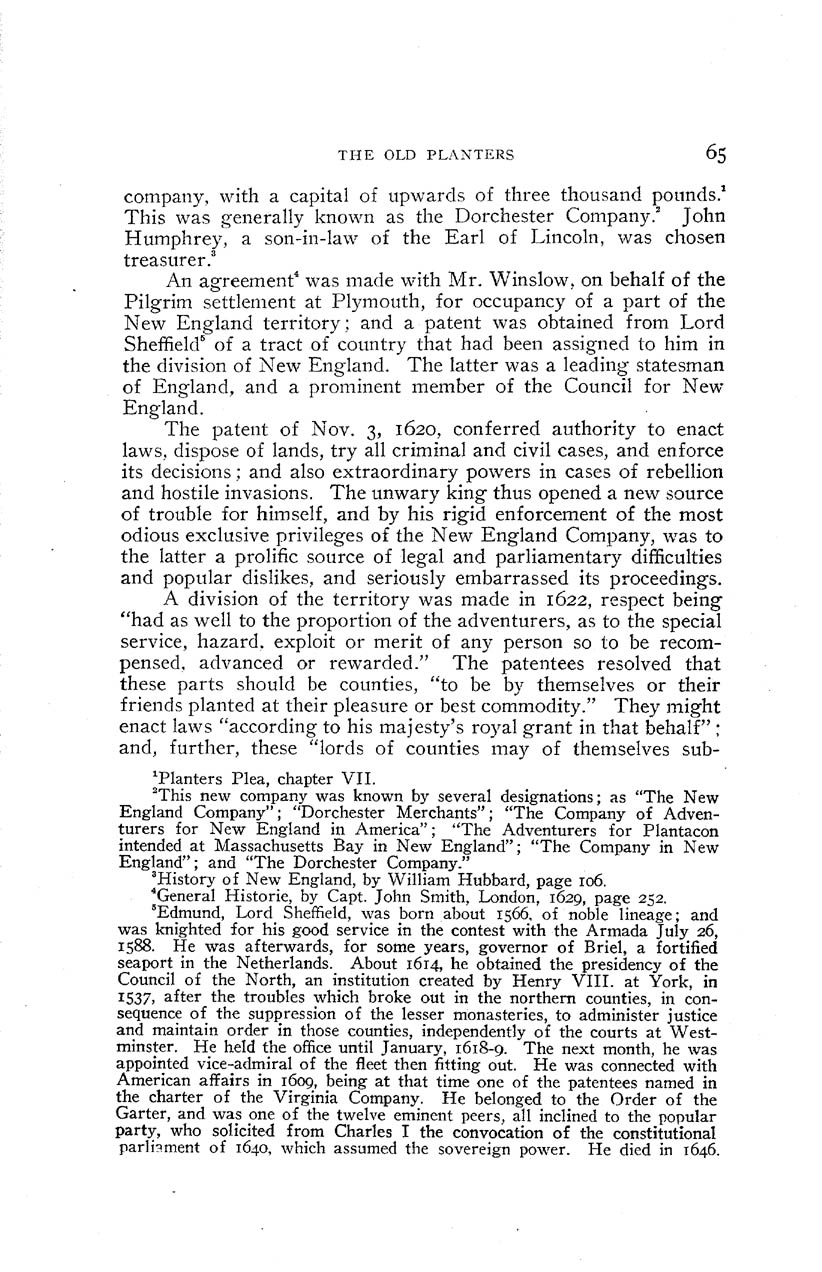 THE OLD PLANTERS 65
company, with a capital of upwards of three thousand pounds.¹
This was generally known as the Dorchester Company.² John
Humphrey, a son-in-law of the Earl of Lincoln, was chosen
treasurer.³
An agreement⁴ was made with Mr. Winslow, on behalf of the
Pilgrim settlement at Plymouth, for occupancy of a part of the
New England territory; and a patent was obtained from Lord
Sheffield⁵ of a tract of country that had been assigned to him in
the division of New England. The latter was a leading statesman
of England, and a prominent member of the Council for New
England.
The patent of Nov. 3, 1620, conferred authority to enact
laws, dispose of lands, try all criminal and civil cases, and enforce
its decisions; and also extraordinary powers in cases of rebellion
and hostile invasions. The unwary king thus opened a new source
of trouble for himself, and by his rigid enforcement of the most
odious exclusive privileges of the New England Company, was to
the latter a prolific source of legal and parliamentary difficulties
and popular dislikes, and seriously embarrassed its proceedings.
A division of the territory was made in 1622, respect being
“had as well to the proportion of the adventurers, as to the special
service, hazard, exploit or merit of any person so to be recom-
pensed, advanced or rewarded.” The patentees resolved that
these parts should be counties, “to be by themselves or their
friends planted at their pleasure or best commodity.” They might
enact laws “according to his majesty’s royal grant in that behalf”;
and, further, these “lords of counties may of themselves sub-
¹Planters Plea, chapter VII.
²This new company was known by several designations; as “The New
England Company”; “Dorchester Merchants”; “The Company of Adven-
turers for New England in America”; “The Adventurers for Plantacon
intended at Massachusetts Bay in New England”; “The Company in New
England”; and “The Dorchester Company.”
³History of New England, by William Hubbard, page 106.
⁴General Historie, by Capt. John Smith, London, 1629, page 252.
⁵Edmund, Lord Sheffield, was born about 1566, of noble lineage; and
was knighted for his good service in the contest with the Armada July 26,
1588. He was afterwards, for some years, governor of Briel, a fortified
seaport in the Netherlands. About 1614, he obtained the presidency of the
Council of the North, an institution created by Henry VIII. at York, in
1537, after the troubles which broke out in the northern counties, in con-
sequence of the suppression of the lesser monasteries, to administer justice
and maintain order in those counties, independently of the courts at West-
minster. He held the office until January, 1618-9. The next month, he was
appointed vice-admiral of the fleet then fitting out. He was connected with
American affairs in 1609, being at that time one of the patentees named in
the charter of the Virginia Company. He belonged to the Order of the
Garter, and was one of the twelve eminent peers, all inclined to the popular
party, who solicited from Charles I the convocation of the constitutional
parliament of 1640, which assumed the sovereign power. He died in 1646.